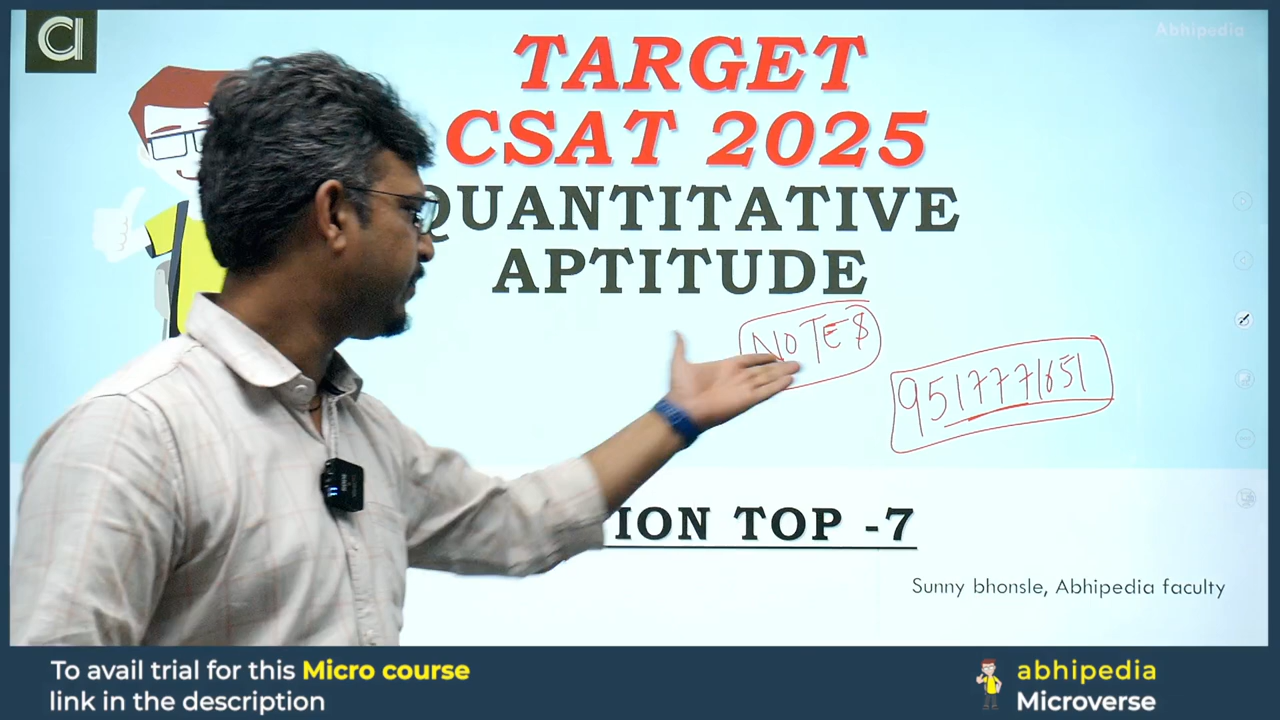 Abhipedia
TARGET
CSAT 2025
QUANTITATIVE
APTITUDE
NOTES
9517771651
ION TOP -7
Sunny bhonsle, Abhipedia faculty
To avail trial for this Micro course
link in the description
abhipedia
Microverse